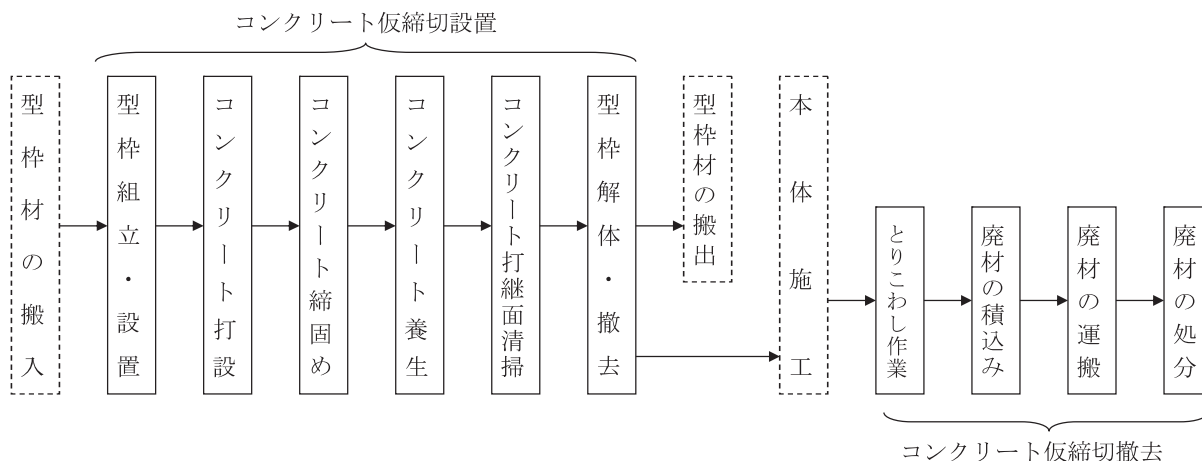 コンクリート仮締切設置
型枠材の搬入
型枠組立・設置
コンクリート打設
コンクリート締固め
コンクリート養生
コンクリート打継面清掃
型枠解体・撤去
型枠材の搬出
本体施工
とりこわし作業
廃材の積込み
廃材の運搬
廃材の処分
コンクリート仮締切撤去